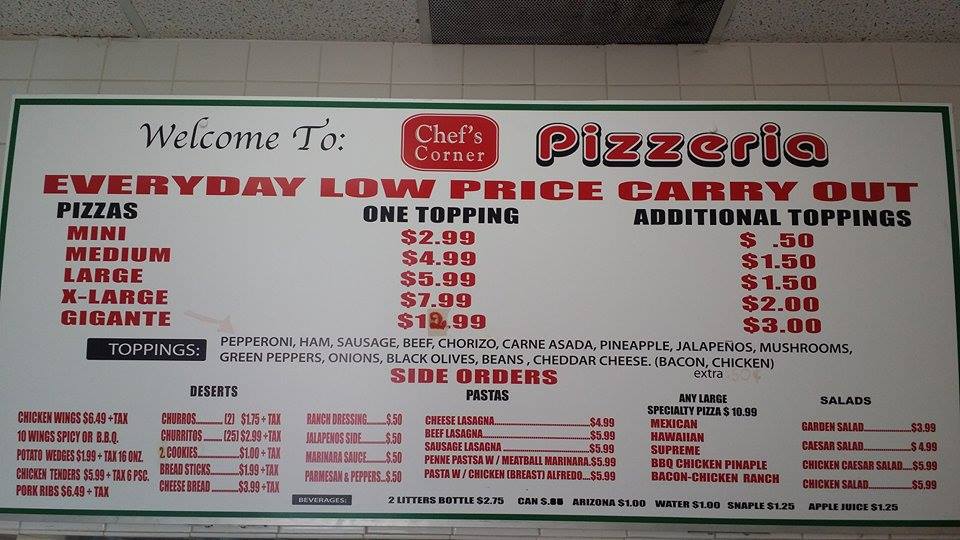 Welcome To: Chef's Corner Pizzeria
EVERYDAY LOW PRICE CARRY OUT
PIZZAS ONE TOPPING ADDITIONAL TOPPINGS
MINI $2.99 $ .50
MEDIUM $4.99 $1.50
LARGE $5.99 $1.50
X-LARGE $7.99 $2.00
GIGANTE $12.99 $3.00
TOPPINGS: PEPPERONI, HAM, SAUSAGE, BEEF, CHORIZO, CARNE ASADA, PINEAPPLE, JALAPEÑOS, MUSHROOMS,
GREEN PEPPERS, ONIONS, BLACK OLIVES, BEANS , CHEDDAR CHEESE. (BACON, CHICKEN)
extra
SIDE ORDERS
CHICKEN WINGS $6.49 +TAX
10 WINGS SPICY OR B.B.Q.
POTATO WEDGES $1.99 + TAX 16 ONZ.
CHICKEN TENDERS $5.99 + TAX 6 PSC.
PORK RIBS $6.49 + TAX
DESERTS
CHURROS......... (2) $1.75 + TAX
CHURRITOS ........ (25) $2.99 +TAX
2 COOKIES...............$1.00 + TAX
BREAD STICKS............$1.99 +TAX
CHEESE BREAD ..........$3.99 +TAX
RANCH DRESSING.......$.50
JALAPENOS SIDE........$.50
MARINARA SAUCE.......$.50
PARMESAN & PEPPERS..$.50
PASTAS
CHEESE LASAGNA................................$4.99
BEEF LASAGNA....................................$5.99
SAUSAGE LASAGNA...............................$5.99
PENNE PASTSA W / MEATBALL MARINARA.$5.99
PASTA W / CHICKEN (BREAST) ALFREDO....$5.99
ANY LARGE
SPECIALTY PIZZA $ 10.99
MEXICAN
HAWAIIAN
SUPREME
BBQ CHICKEN PINAPLE
BACON-CHICKEN RANCH
SALADS
GARDEN SALAD.................$3.99
CAESAR SALAD.................$ 4.99
CHICKEN CAESAR SALAD....$5.99
CHICKEN SALAD................$5.99
BEVERAGES: 2 LITTERS BOTTLE $2.75 CAN ARIZONA $1.00 WATER $1.00 SNAPLE $1.25 APPLE JUICE $1.25